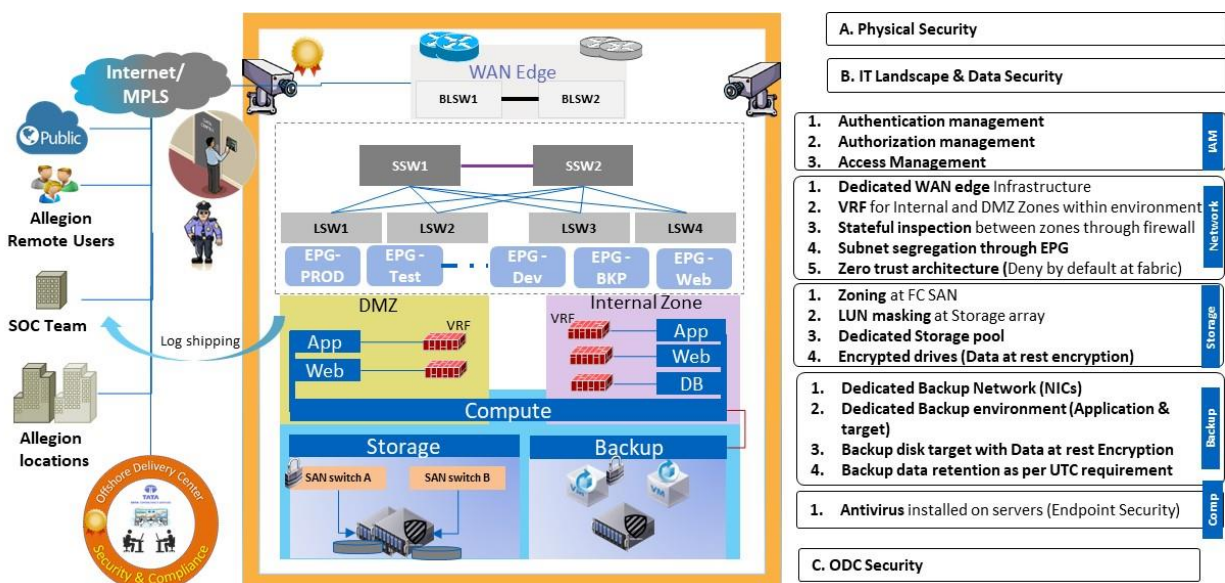 Internet/
MPLS
Public
Allegion
Remote Users
SOC Team
Log shipping
Allegion
locations
Offshore Delivery Center
TATA
Security & Compliance
WAN Edge
BLSW1
BLSW2
SSW1
SSW2
LSW1
LSW2
LSW3
LSW4
EPG-
PROD
EPG -
Test
EPG -
Dev
EPG -
BKP
EPG -
Web
DMZ
Internal Zone
VRF
App
Web
VRF
App
Web
DB
Compute
Storage
SAN switch A
SAN switch B
Backup
VM
VM
A. Physical Security
B. IT Landscape & Data Security
1. Authentication management
2. Authorization management
3. Access Management
IAM
1. Dedicated WAN edge Infrastructure
2. VRF for Internal and DMZ Zones within environment
3. Stateful inspection between zones through firewall
4. Subnet segregation through EPG
5. Zero trust architecture (Deny by default at fabric)
Network
1. Zoning at FC SAN
2. LUN masking at Storage array
3. Dedicated Storage pool
4. Encrypted drives (Data at rest encryption)
Storage
1. Dedicated Backup Network (NICs)
2. Dedicated Backup environment (Application &
target)
3. Backup disk target with Data at rest Encryption
4. Backup data retention as per UTC requirement
Backup
1. Antivirus installed on servers (Endpoint Security)
Comp
C. ODC Security